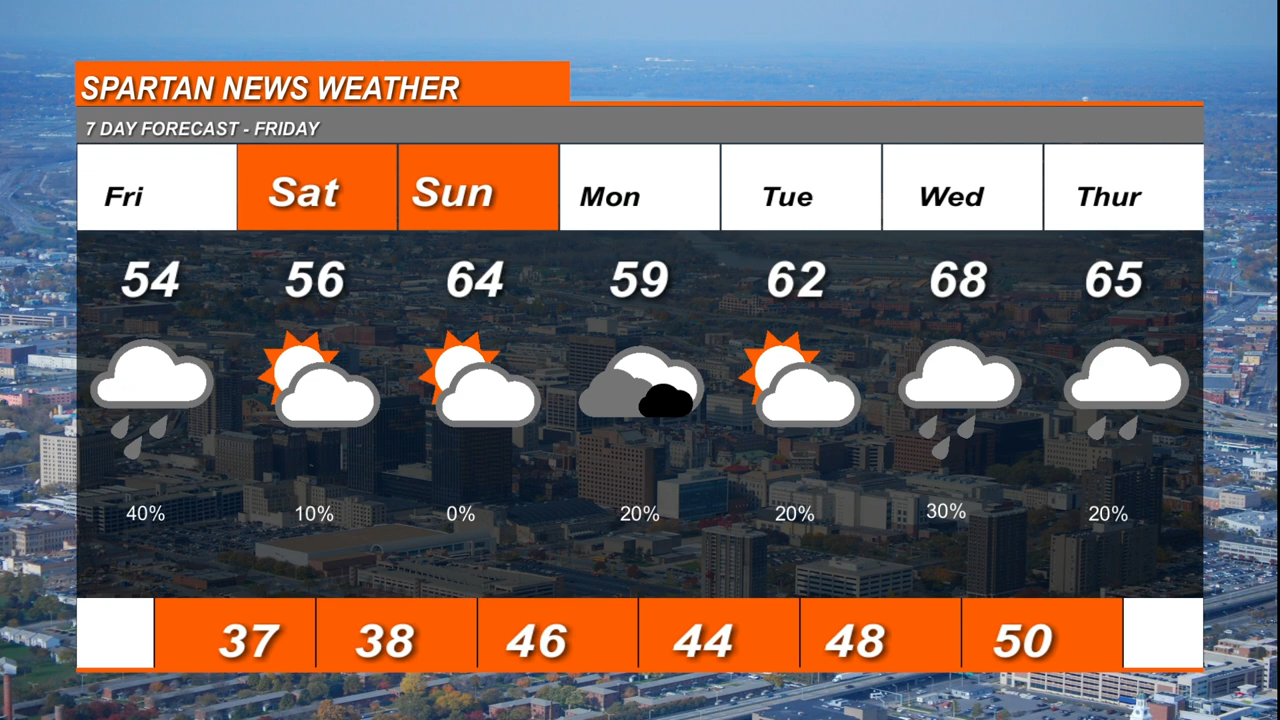 SPARTAN NEWS WEATHER
7 DAY FORECAST - FRIDAY
Fri Sat Sun Mon Tue Wed Thur
54 56 64 59 62 68 65
40% 10% 0% 20% 20% 30% 20%
37 38 46 44 48 50